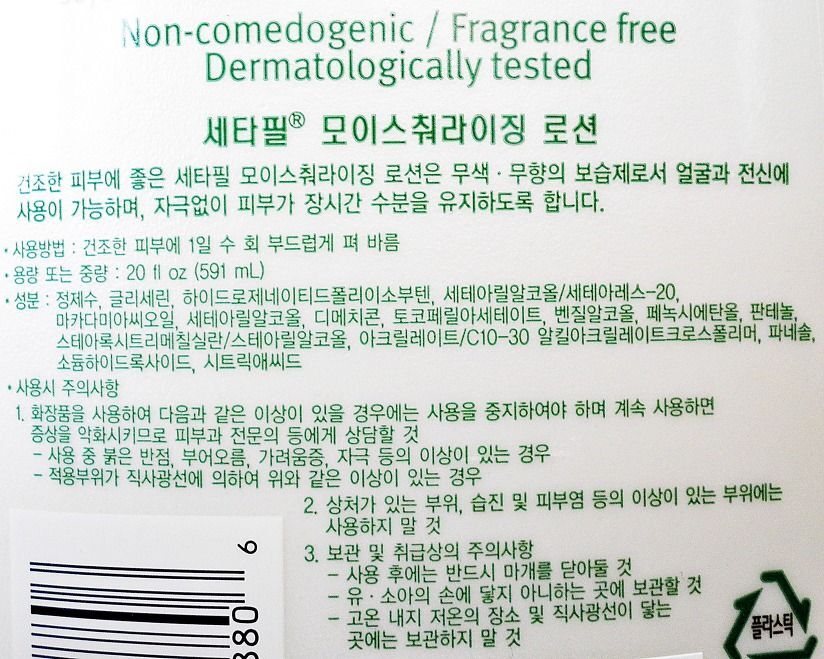 Non-comedogenic / Fragrance free
Dermatologically tested
세타필® 모이스춰라이징 로션
건조한 피부에 좋은 세타필 모이스춰라이징 로션은 무색 · 무향의 보습제로서 얼굴과 전신에
사용이 가능하며, 자극없이 피부가 장시간 수분을 유지하도록 합니다.
• 사용방법 : 건조한 피부에 1일 수 회 부드럽게 펴 바름
• 용량 또는 중량 : 20 fl oz (591 mL)
• 성분 : 정제수, 글리세린, 하이드로제네이티드폴리이소부텐, 세테아릴알코올/세테아레스-20,
마카다미아씨오일, 세테아릴알코올, 디메치콘, 토코페릴아세테이트, 벤질알코올, 페녹시에탄올, 판테놀,
스테아록시트리메칠실란/스테아릴알코올, 아크릴레이트/C10-30 알킬아크릴레이트크로스폴리머, 파네솔,
소듐하이드록사이드, 시트릭애씨드
• 사용시 주의사항
1. 화장품을 사용하여 다음과 같은 이상이 있을 경우에는 사용을 중지하여야 하며 계속 사용하면
증상을 악화시키므로 피부과 전문의 등에게 상담할 것
- 사용 중 붉은 반점, 부어오름, 가려움증, 자극 등의 이상이 있는 경우
- 적용부위가 직사광선에 의하여 위와 같은 이상이 있는 경우
2. 상처가 있는 부위, 습진 및 피부염 등의 이상이 있는 부위에는
사용하지 말 것
3. 보관 및 취급상의 주의사항
- 사용 후에는 반드시 마개를 닫아둘 것
- 유 · 소아의 손에 닿지 아니하는 곳에 보관할 것
- 고온 내지 저온의 장소 및 직사광선이 닿는
곳에는 보관하지 말 것
6
880
플라스틱